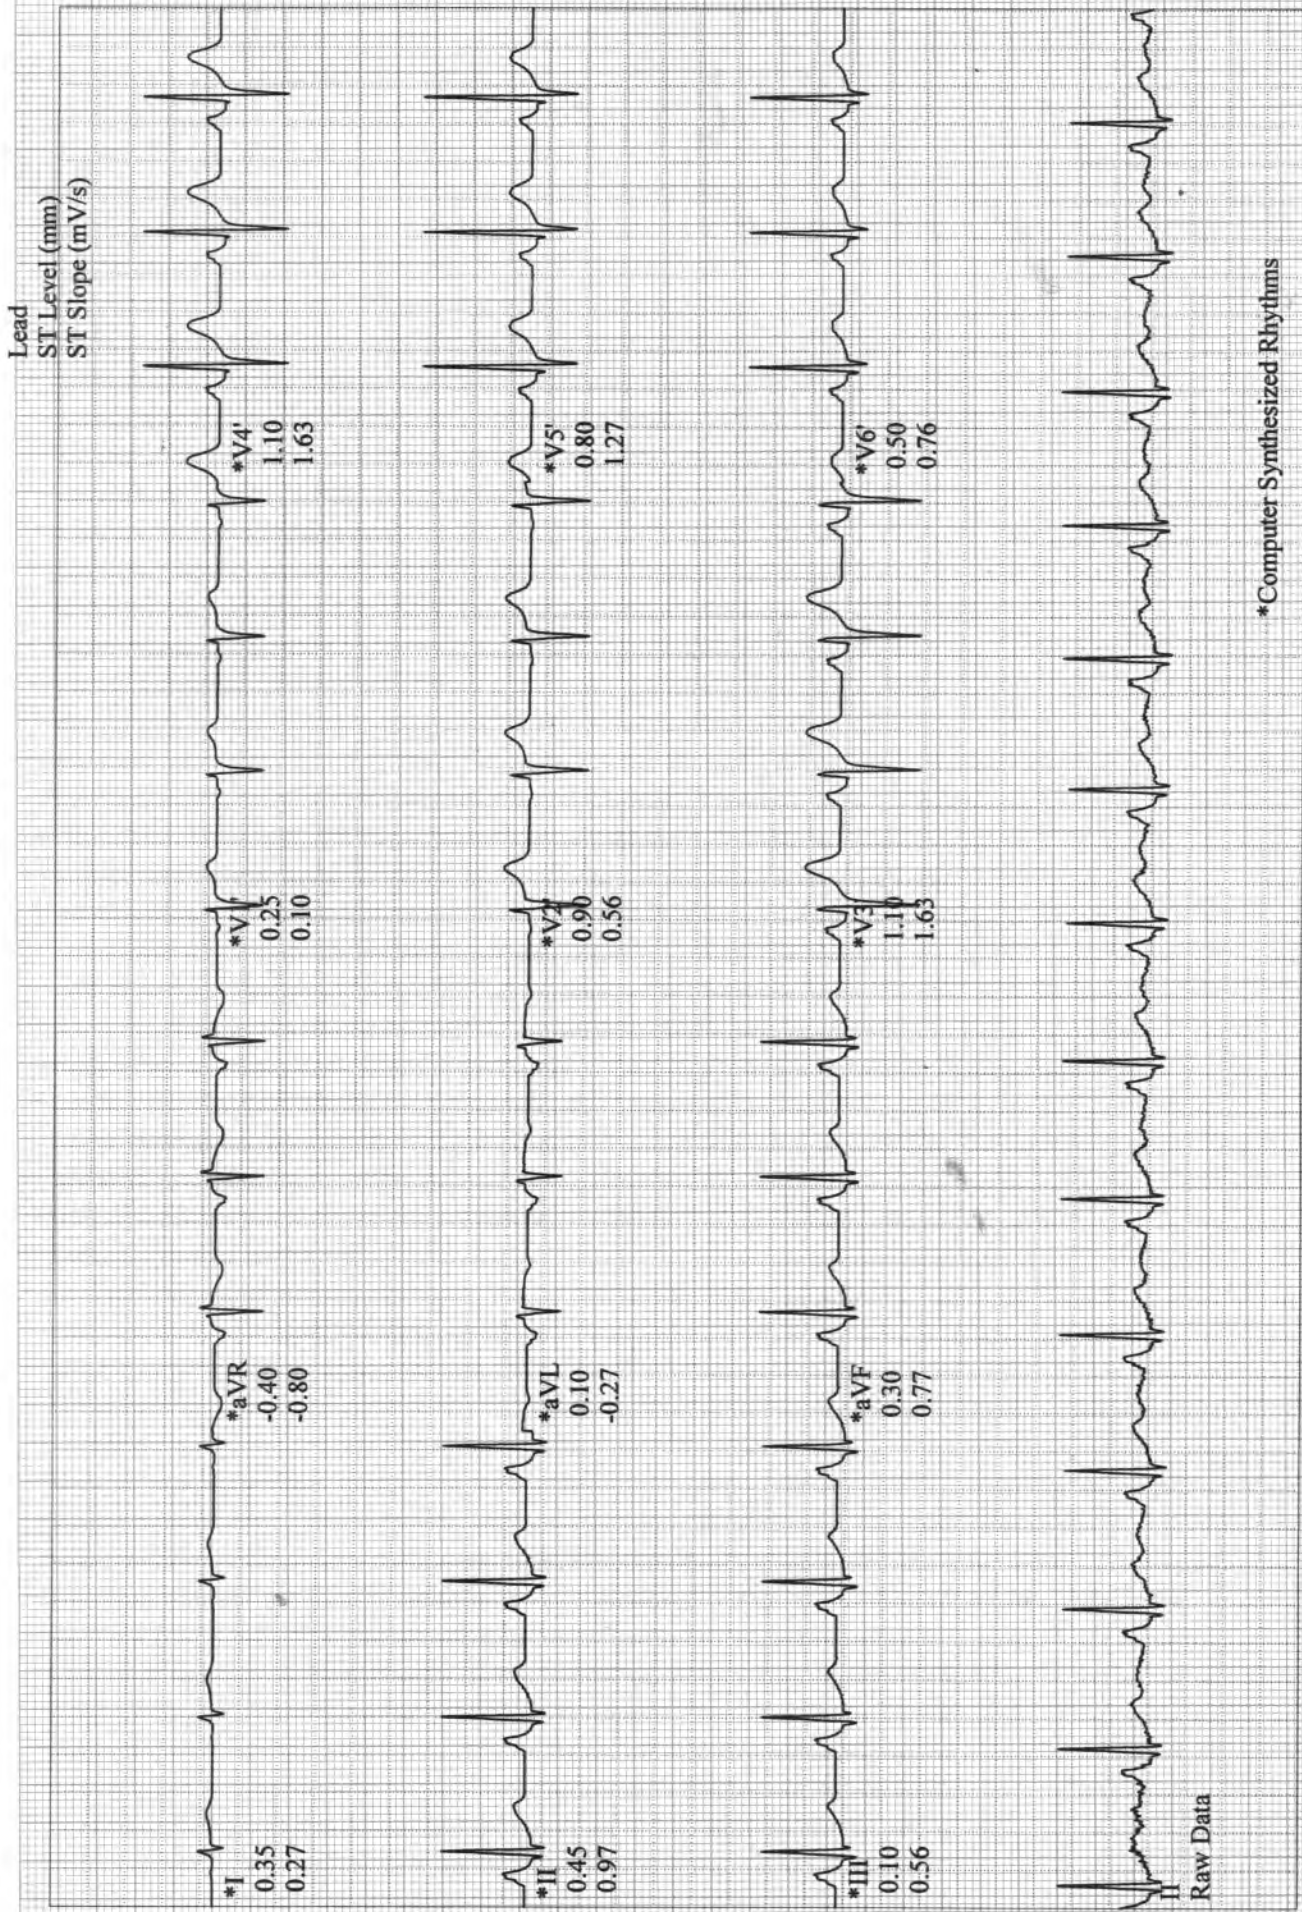 Lead
ST Level (mm)
ST Slope (mV/s)
*I
0.35
0.27
*aVR
-0.40
-0.80
0.25
0.10
*V4'
1.10
1.63
*II
0.45
0.97
*aVL
0.10
-0.27
*V2'
0.90
0.56
*V5'
0.80
1.27
*III
0.10
0.56
*aVF
0.30
0.77
*V3'
1.10
1.63
*V6'
0.50
0.76
II
Raw Data
*Computer Synthesized Rhythms